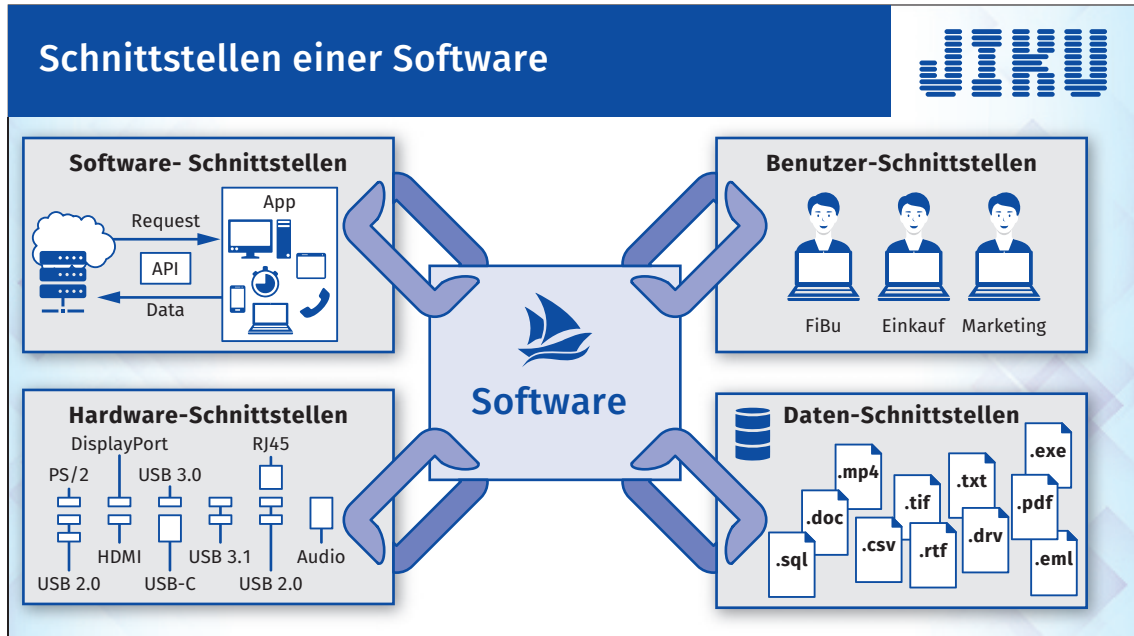 Schnittstellen einer Software
JIKU
Software- Schnittstellen
App
Request
API
Data
Benutzer-Schnittstellen
FiBu Einkauf Marketing
Software
Hardware-Schnittstellen
DisplayPort RJ45
PS/2 USB 3.0
HDMI USB 3.1 Audio
USB 2.0 USB-C USB 2.0
Daten-Schnittstellen
.exe
.mp4 .txt
.tif .pdf
.doc
.csv .rtf .drv
.sql .eml